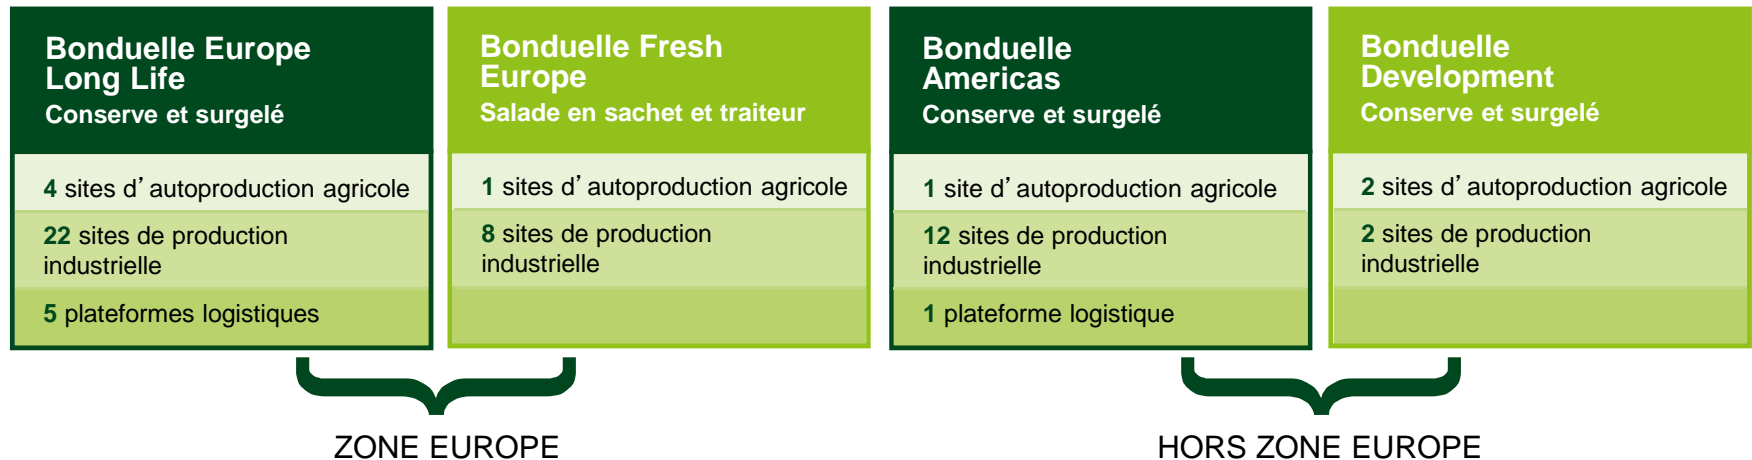 Bonduelle Europe
Long Life
Conserve et surgelé
4 sites d’autoproduction agricole
22 sites de production
industrielle
5 plateformes logistiques
Bonduelle Fresh
Europe
Salade en sachet et traiteur
1 sites d’autoproduction agricole
8 sites de production
industrielle
ZONE EUROPE
Bonduelle
Americas
Conserve et surgelé
1 site d’autoproduction agricole
12 sites de production
industrielle
1 plateforme logistique
Bonduelle
Development
Conserve et surgelé
2 sites d’autoproduction agricole
2 sites de production
industrielle
HORS ZONE EUROPE